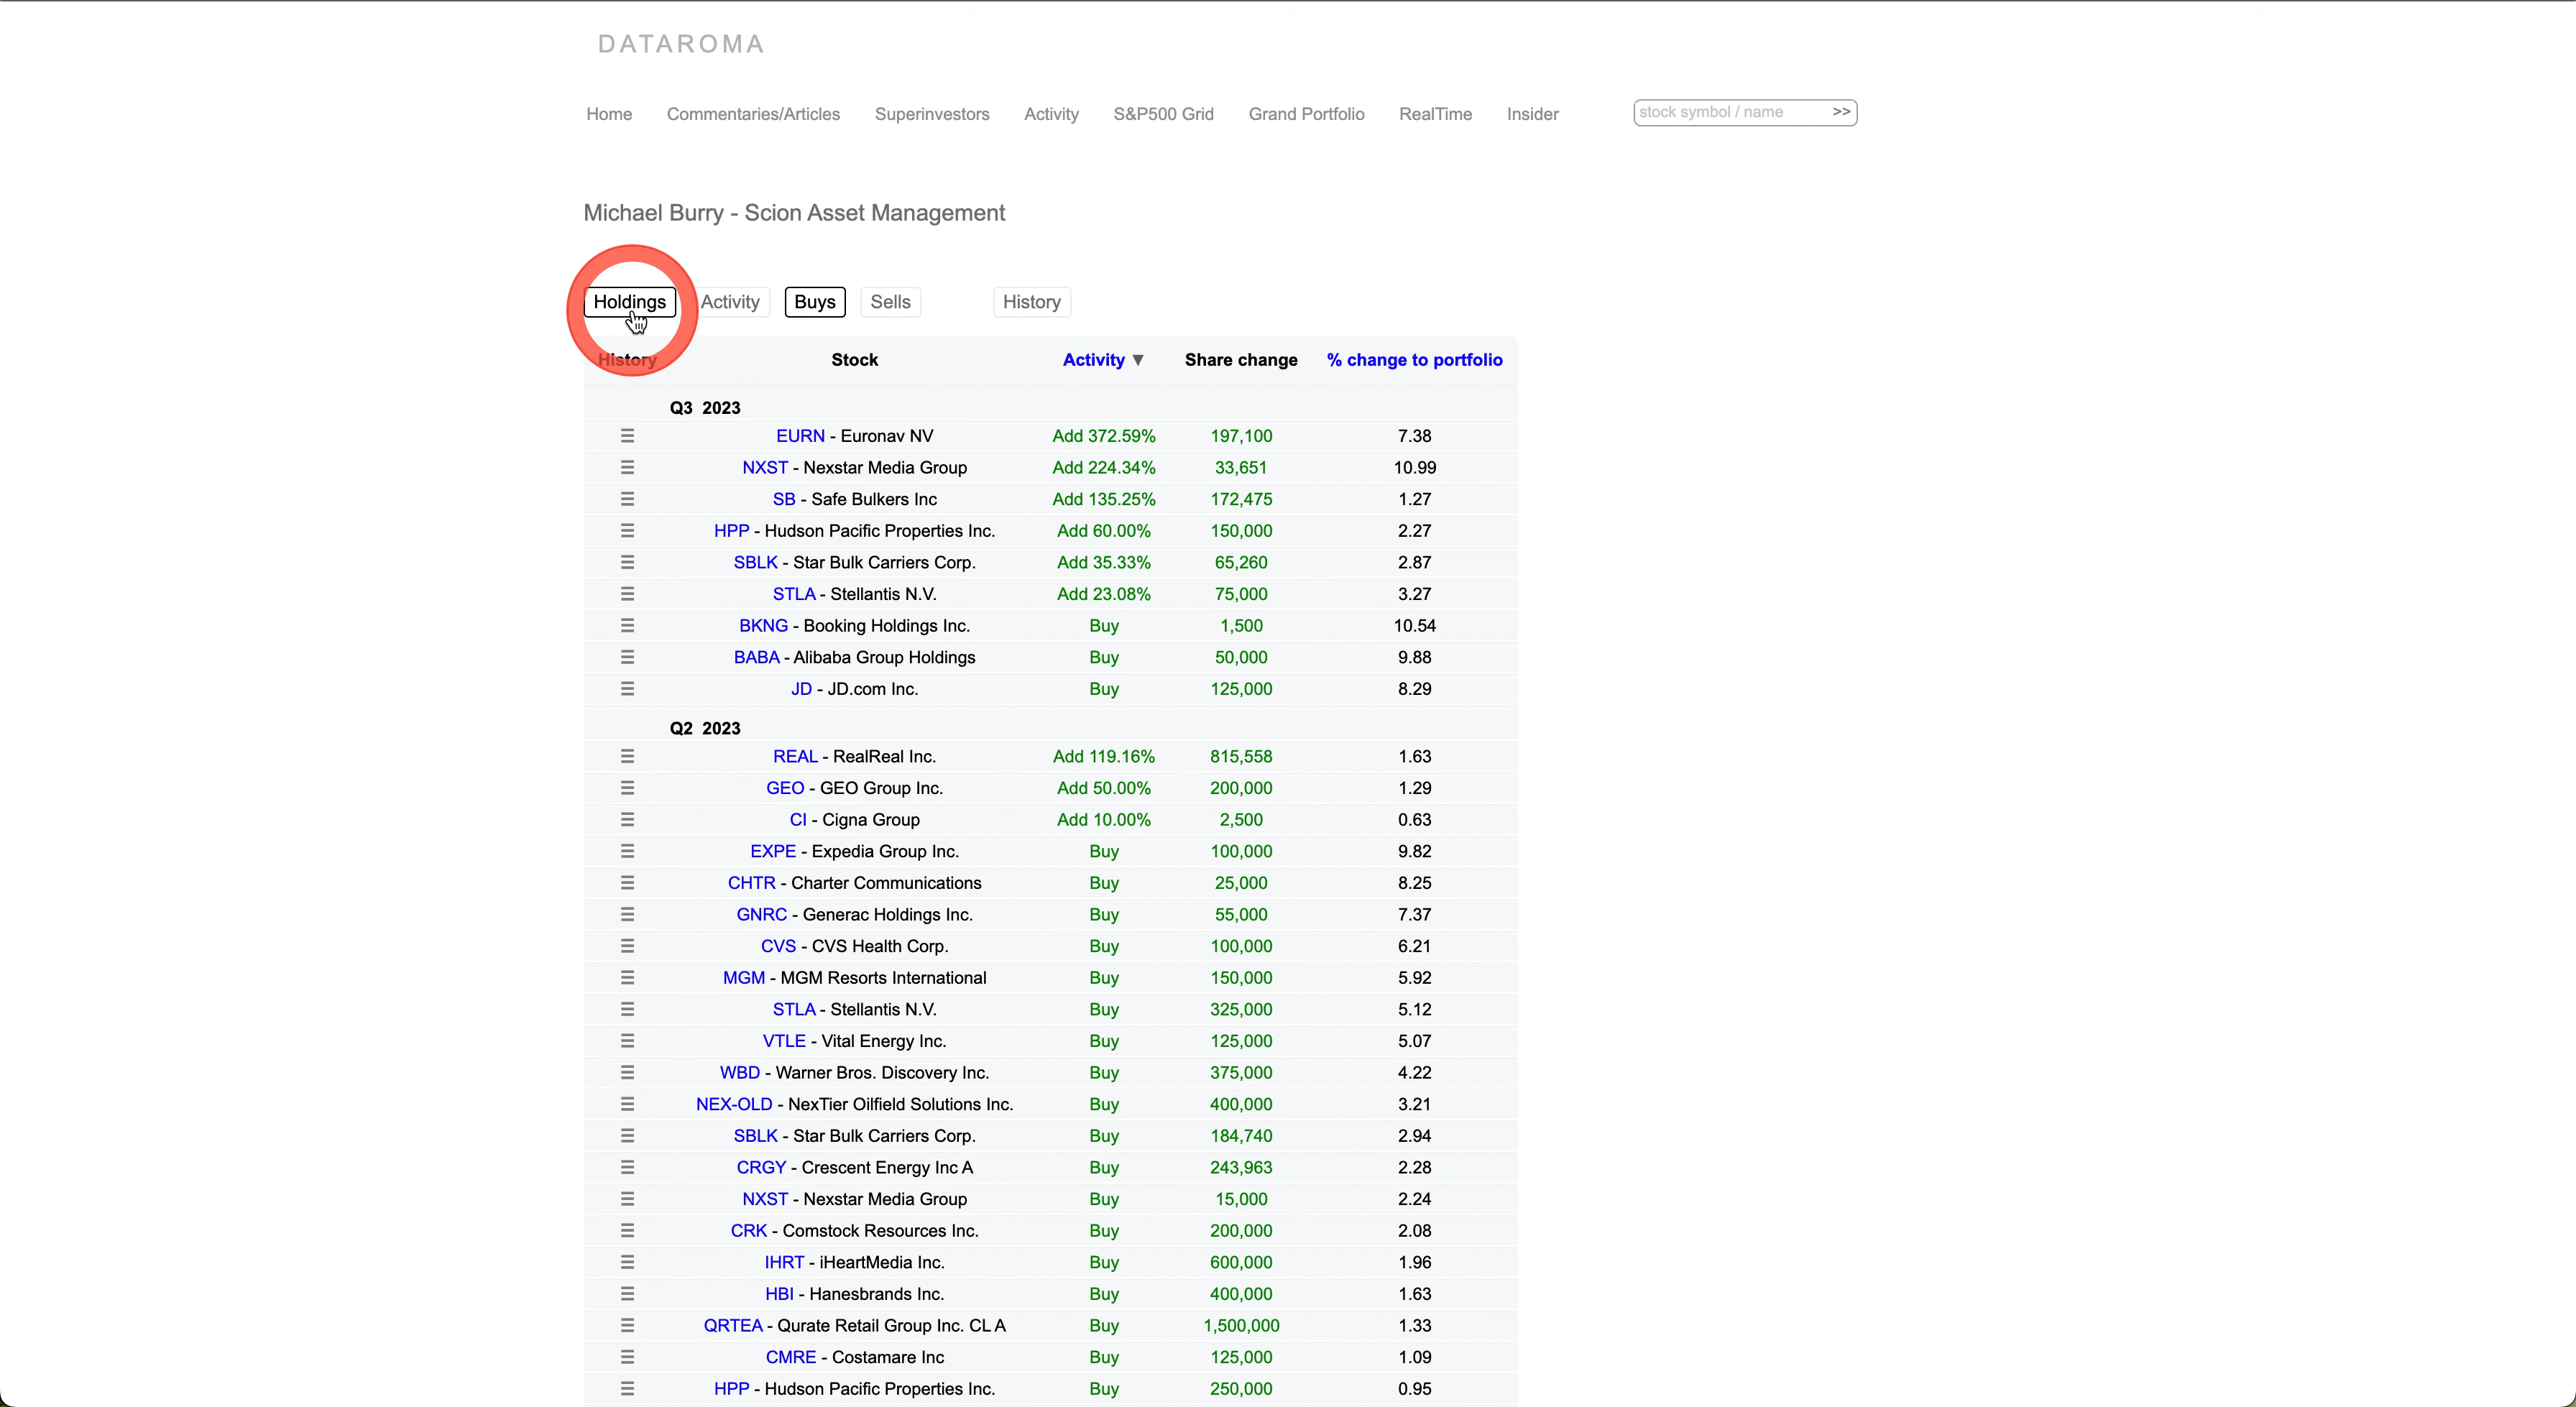 DATAROMA
Home Commentaries/Articles Superinvestors Activity S&P500 Grid Grand Portfolio RealTime Insider stock symbol / name >>
Michael Burry - Scion Asset Management
Holdings Activity Buys Sells History
History Stock Activity ▼ Share change % change to portfolio
Q3 2023
EURN - Euronav NV Add 372.59% 197,100 7.38
NXST - Nexstar Media Group Add 224.34% 33,651 10.99
SB - Safe Bulkers Inc Add 135.25% 172,475 1.27
HPP - Hudson Pacific Properties Inc. Add 60.00% 150,000 2.27
SBLK - Star Bulk Carriers Corp. Add 35.33% 65,260 2.87
STLA - Stellantis N.V. Add 23.08% 75,000 3.27
BKNG - Booking Holdings Inc. Buy 1,500 10.54
BABA - Alibaba Group Holdings Buy 50,000 9.88
JD - JD.com Inc. Buy 125,000 8.29
Q2 2023
REAL - RealReal Inc. Add 119.16% 815,558 1.63
GEO - GEO Group Inc. Add 50.00% 200,000 1.29
CI - Cigna Group Add 10.00% 2,500 0.63
EXPE - Expedia Group Inc. Buy 100,000 9.82
CHTR - Charter Communications Buy 25,000 8.25
GNRC - Generac Holdings Inc. Buy 55,000 7.37
CVS - CVS Health Corp. Buy 100,000 6.21
MGM - MGM Resorts International Buy 150,000 5.92
STLA - Stellantis N.V. Buy 325,000 5.12
VTLE - Vital Energy Inc. Buy 125,000 5.07
WBD - Warner Bros. Discovery Inc. Buy 375,000 4.22
NEX-OLD - NexTier Oilfield Solutions Inc. Buy 400,000 3.21
SBLK - Star Bulk Carriers Corp. Buy 184,740 2.94
CRGY - Crescent Energy Inc A Buy 243,963 2.28
NXST - Nexstar Media Group Buy 15,000 2.24
CRK - Comstock Resources Inc. Buy 200,000 2.08
IHRT - iHeartMedia Inc. Buy 600,000 1.96
HBI - Hanesbrands Inc. Buy 400,000 1.63
QRTEA - Qurate Retail Group Inc. CL A Buy 1,500,000 1.33
CMRE - Costamare Inc Buy 125,000 1.09
HPP - Hudson Pacific Properties Inc. Buy 250,000 0.95